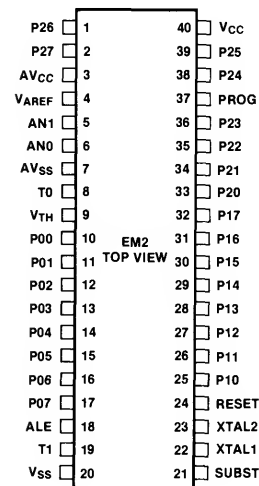 P26 1 40 VCC
P27 2 39 P25
AVCC 3 38 P24
VAREF 4 37 PROG
AN1 5 36 P23
AN0 6 35 P22
AVSS 7 34 P21
T0 8 33 P20
VTH 9 32 P17
P00 10 EM2 31 P16
P01 11 TOP VIEW 30 P15
P02 12 29 P14
P03 13 28 P13
P04 14 27 P12
P05 15 26 P11
P06 16 25 P10
P07 17 24 RESET
ALE 18 23 XTAL2
T1 19 22 XTAL1
VSS 20 21 SUBST